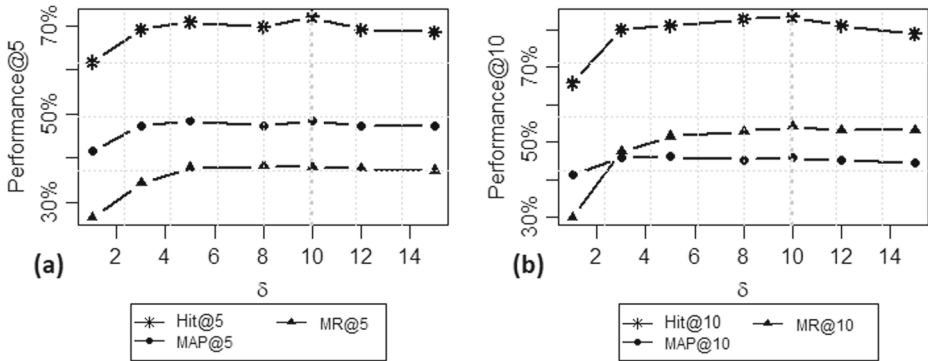 Performance@5
70%
50%
30%
2 4 6 8 10 12 14
(a)
δ
Hit@5 MR@5
MAP@5
Performance@10
70%
50%
30%
2 4 6 8 10 12 14
(b)
δ
Hit@10 MR@10
MAP@10